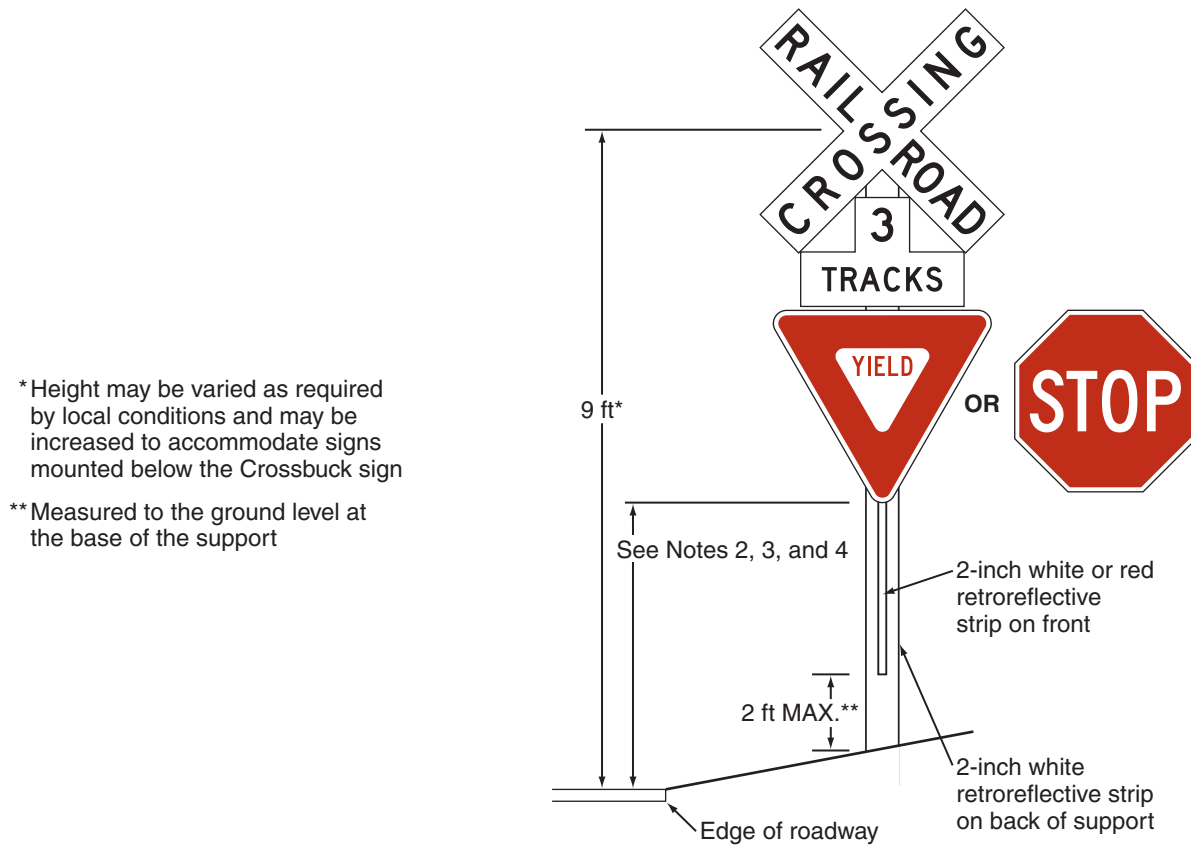 RAILROAD
CROSSING
3
TRACKS
YIELD
OR
STOP
9 ft*
*Height may be varied as required
by local conditions and may be
increased to accommodate signs
mounted below the Crossbuck sign
**Measured to the ground level at
the base of the support
See Notes 2, 3, and 4
2-inch white or red
retroreflective
strip on front
2 ft MAX.**
2-inch white
retroreflective strip
on back of support
Edge of roadway